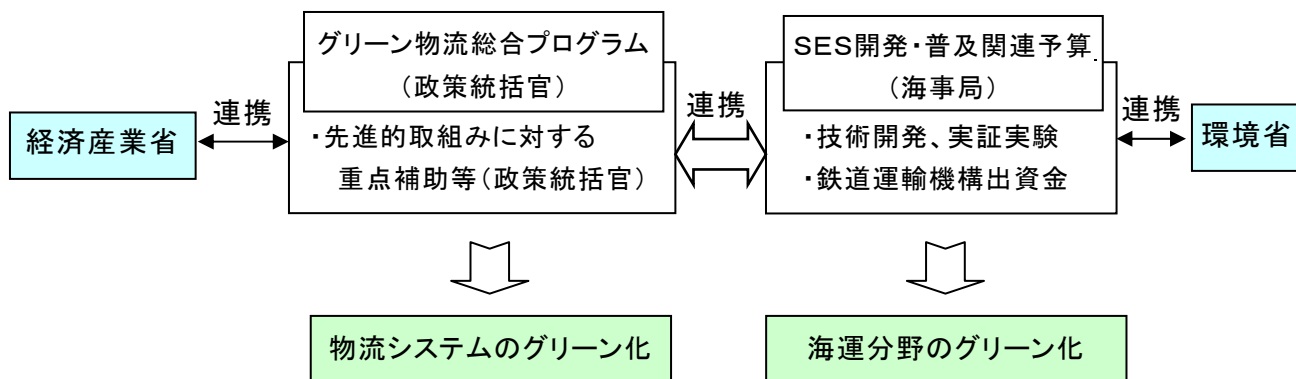 グリーン物流総合プログラム
（政策統括官）
SES開発・普及関連予算
（海事局）
経済産業省
連携
・先進的取組みに対する
重点補助等（政策統括官）
連携
・技術開発、実証実験
・鉄道運輸機構出資金
連携
環境省
物流システムのグリーン化
海運分野のグリーン化